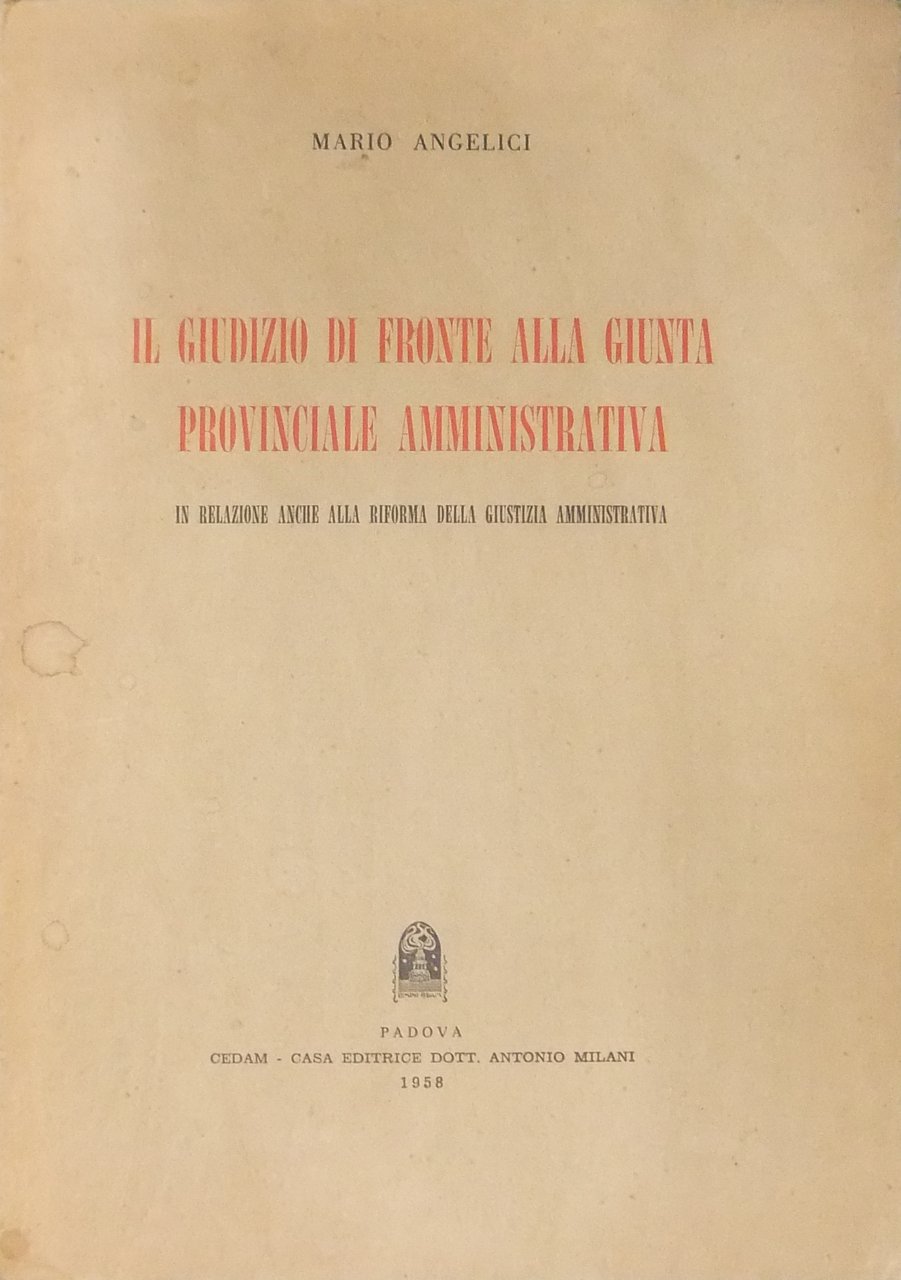 MARIO ANGELICI
IL GIUDIZIO DI FRONTE ALLA GIUNTA
PROVINCIALE AMMINISTRATIVA
IN RELAZIONE ANCHE ALLA RIFORMA DELLA GIUSTIZIA AMMINISTRATIVA
PADOVA
CEDAM - CASA EDITRICE DOTT. ANTONIO MILANI
1958